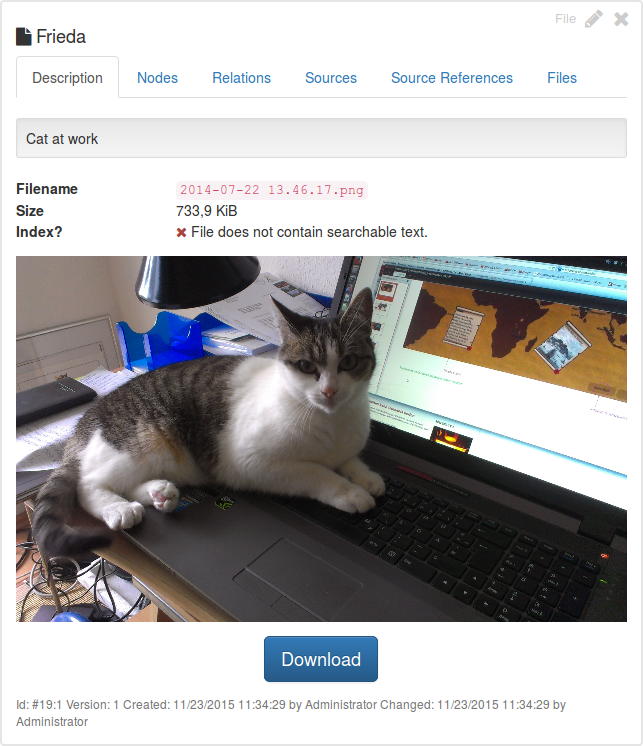 File
Frieda
Description Nodes Relations Sources Source References Files
Cat at work
Filename 2014-07-22 13.46.17.png
Size 733,9 KiB
Index? File does not contain searchable text.
Download
Id: #19:1 Version: 1 Created: 11/23/2015 11:34:29 by Administrator Changed: 11/23/2015 11:34:29 by
Administrator